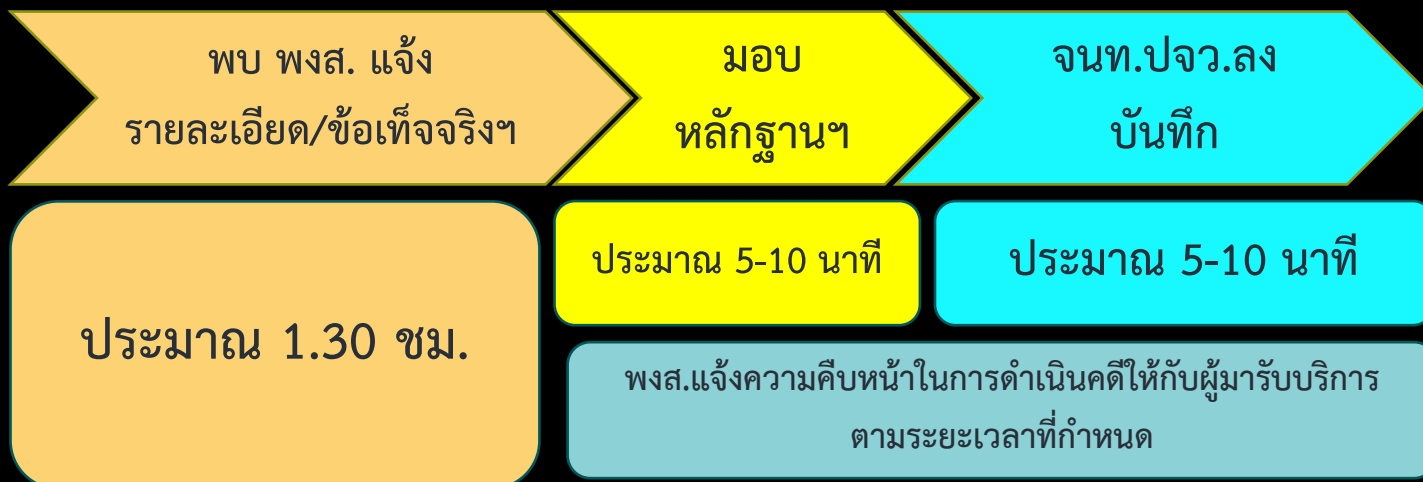 พบ พงส. แจ้ง
รายละเอียด/ข้อเท็จจริงฯ
มอบ
หลักฐานฯ
จนท.ปจว.ลง
บันทึก
ประมาณ 1.30 ชม.
ประมาณ 5-10 นาที
ประมาณ 5-10 นาที
พงส.แจ้งความคืบหน้าในการดำเนินคดีให้กับผู้มารับบริการ
ตามระยะเวลาที่กำหนด